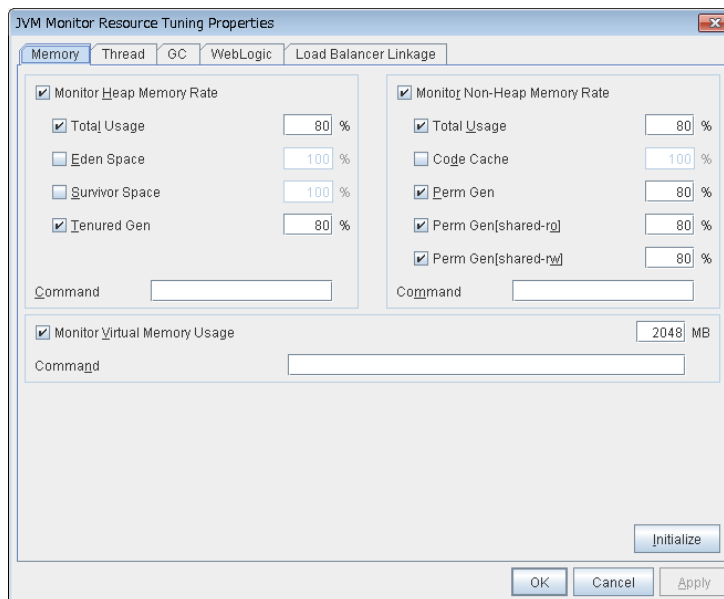 JVM Monitor Resource Tuning Properties
Memory Thread GC WebLogic Load Balancer Linkage
Monitor Heap Memory Rate
Total Usage 80 %
Eden Space 100 %
Survivor Space 100 %
Tenured Gen 80 %
Command
Monitor Non-Heap Memory Rate
Total Usage 80 %
Code Cache 100 %
Perm Gen 80 %
Perm Gen[shared-ro] 80 %
Perm Gen[shared-rw] 80 %
Command
Monitor Virtual Memory Usage 2048 MB
Command
Initialize
OK Cancel Apply